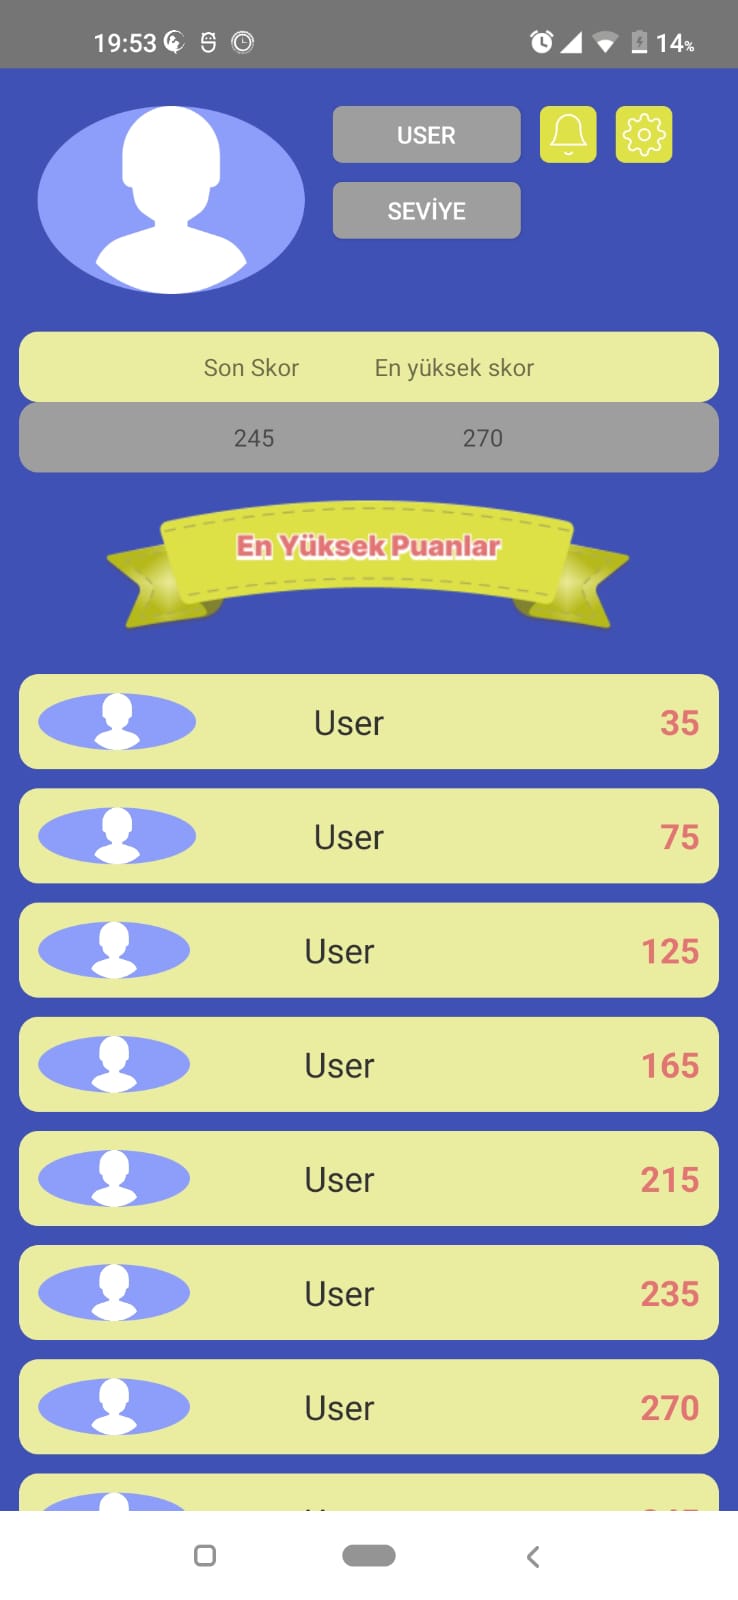 19:53 14%
USER
SEVİYE
Son Skor En yüksek skor
245 270
En Yüksek Puanlar
User 35
User 75
User 125
User 165
User 215
User 235
User 270